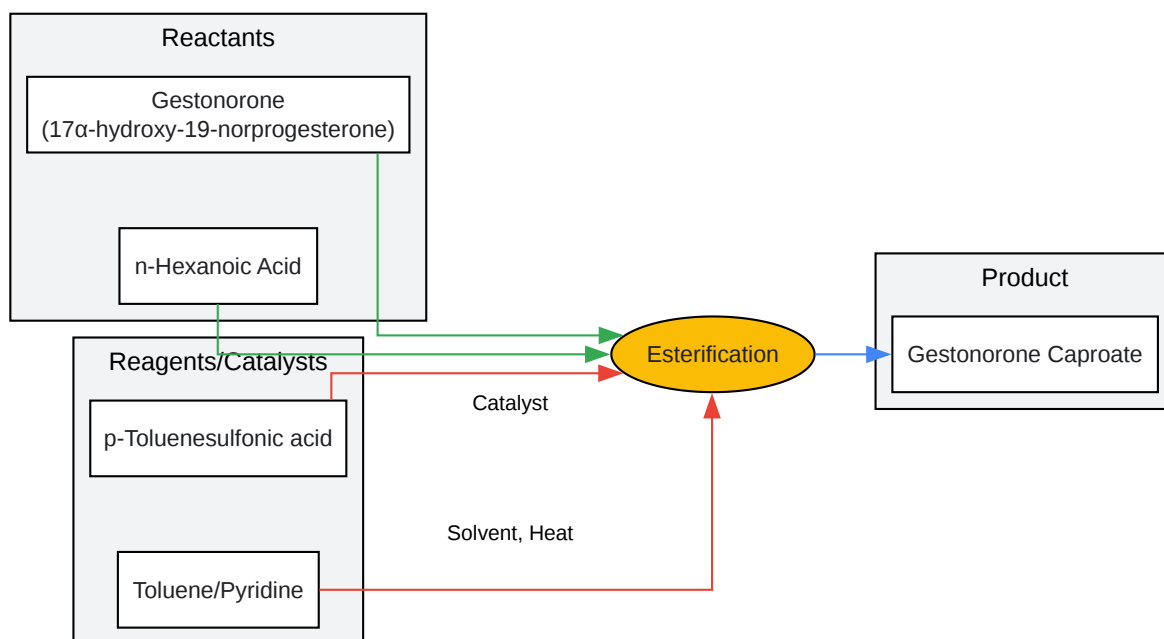 Reactants
Gestonorone
(17α-hydroxy-19-norprogesterone)
n-Hexanoic Acid
Reagents/Catalysts
p-Toluenesulfonic acid
Toluene/Pyridine
Catalyst
Solvent, Heat
Esterification
Product
Gestonorone Caproate